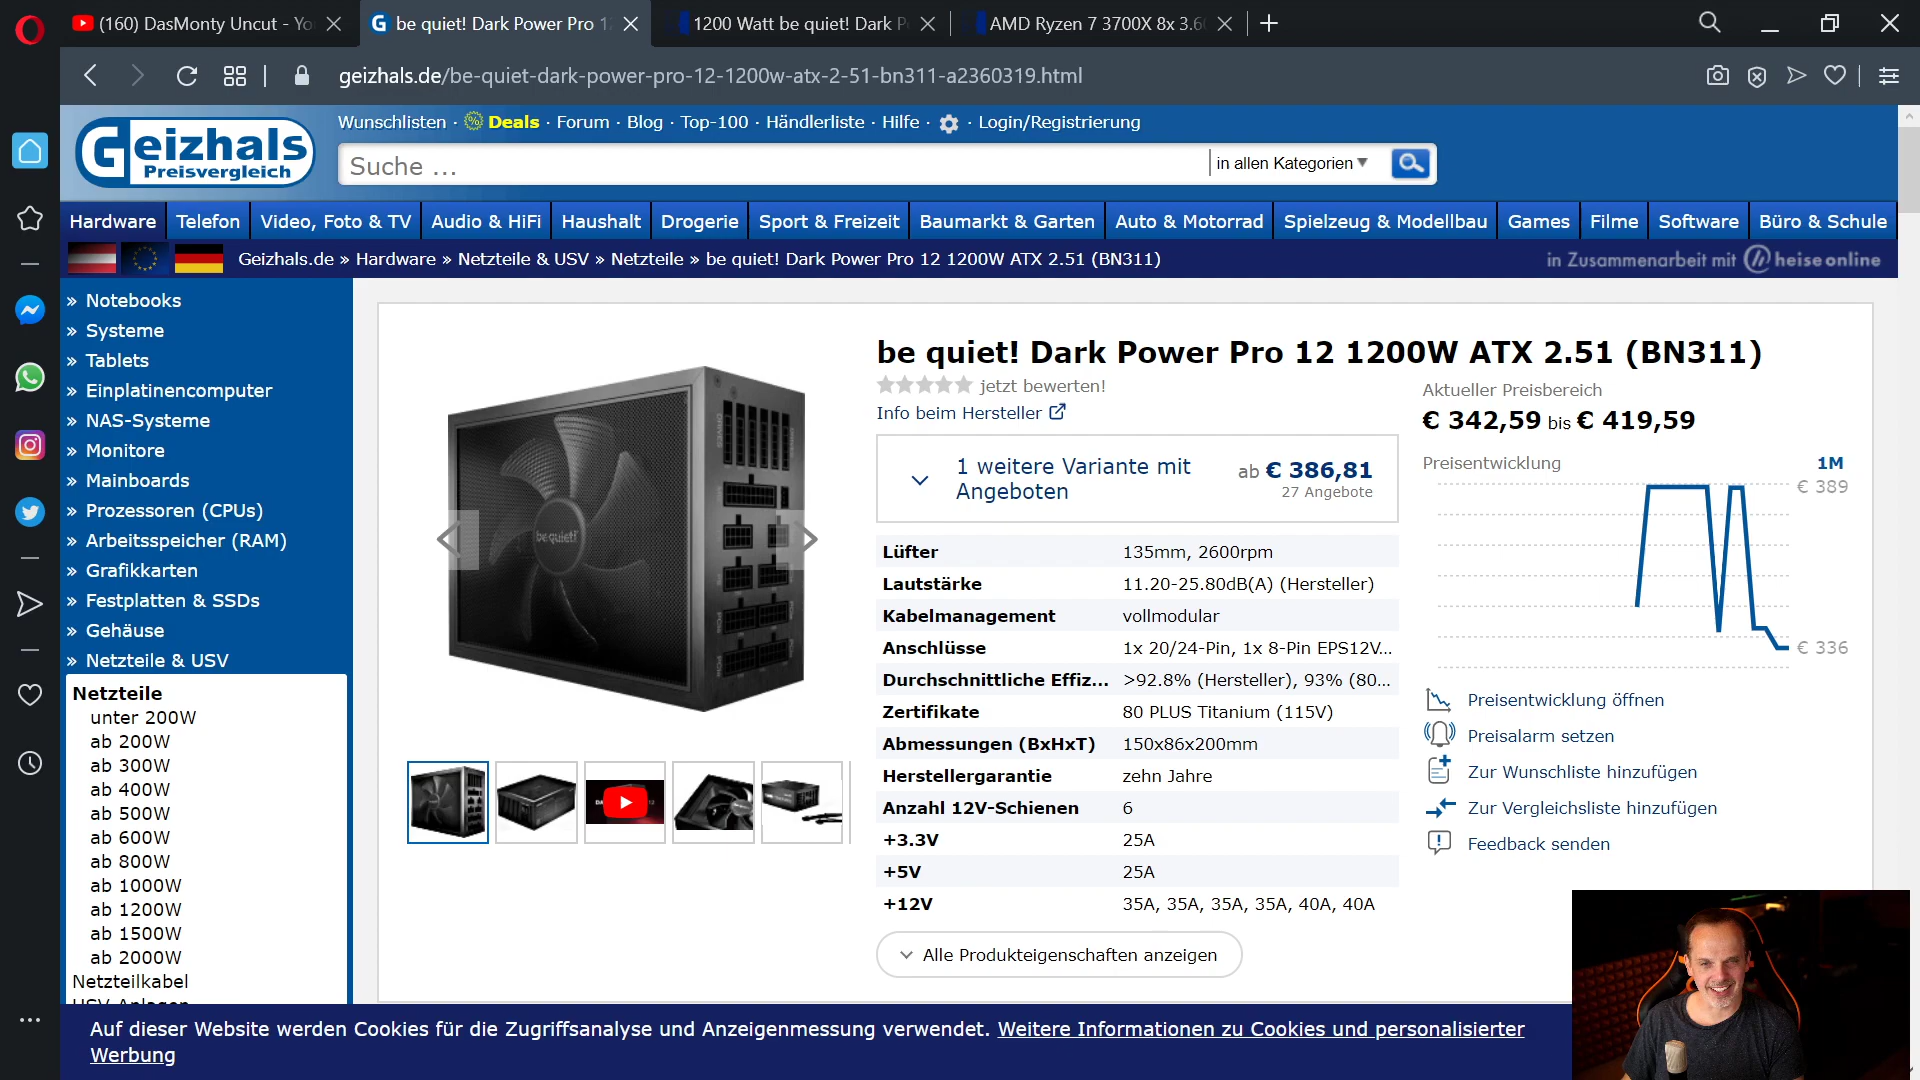 (160) DasMonty Uncut - Yo
be quiet! Dark Power Pro 12
1200 Watt be quiet! Dark P
AMD Ryzen 7 3700X 8x 3.60
geizhals.de/be-quiet-dark-power-pro-12-1200w-atx-2-51-bn311-a2360319.html
Geizhals
Preisvergleich
Wunschlisten · Deals · Forum · Blog · Top-100 · Händlerliste · Hilfe · · Login/Registrierung
Suche ...
in allen Kategorien
Hardware Telefon Video, Foto & TV Audio & HiFi Haushalt Drogerie Sport & Freizeit Baumarkt & Garten Auto & Motorrad Spielzeug & Modellbau Games Filme Software Büro & Schule
Geizhals.de » Hardware » Netzteile & USV » Netzteile » be quiet! Dark Power Pro 12 1200W ATX 2.51 (BN311)
in Zusammenarbeit mit heise online
» Notebooks
» Systeme
» Tablets
» Einplatinencomputer
» NAS-Systeme
» Monitore
» Mainboards
» Prozessoren (CPUs)
» Arbeitsspeicher (RAM)
» Grafikkarten
» Festplatten & SSDs
» Gehäuse
» Netzteile & USV
Netzteile
unter 200W
ab 200W
ab 300W
ab 400W
ab 500W
ab 600W
ab 800W
ab 1000W
ab 1200W
ab 1500W
ab 2000W
Netzteilkabel
USV-Anlagen
be quiet!
be quiet! Dark Power Pro 12 1200W ATX 2.51 (BN311)
jetzt bewerten!
Info beim Hersteller
1 weitere Variante mit
Angeboten
ab € 386,81
27 Angebote
Lüfter 135mm, 2600rpm
Lautstärke 11.20-25.80dB(A) (Hersteller)
Kabelmanagement vollmodular
Anschlüsse 1x 20/24-Pin, 1x 8-Pin EPS12V...
Durchschnittliche Effiz... >92.8% (Hersteller), 93% (80...
Zertifikate 80 PLUS Titanium (115V)
Abmessungen (BxHxT) 150x86x200mm
Herstellergarantie zehn Jahre
Anzahl 12V-Schienen 6
+3.3V 25A
+5V 25A
+12V 35A, 35A, 35A, 35A, 40A, 40A
Alle Produkteigenschaften anzeigen
Aktueller Preisbereich
€ 342,59 bis € 419,59
Preisentwicklung 1M
€ 389
€ 336
Preisentwicklung öffnen
Preisalarm setzen
Zur Wunschliste hinzufügen
Zur Vergleichsliste hinzufügen
Feedback senden
Auf dieser Website werden Cookies für die Zugriffsanalyse und Anzeigenmessung verwendet. Weitere Informationen zu Cookies und personalisierter
Werbung